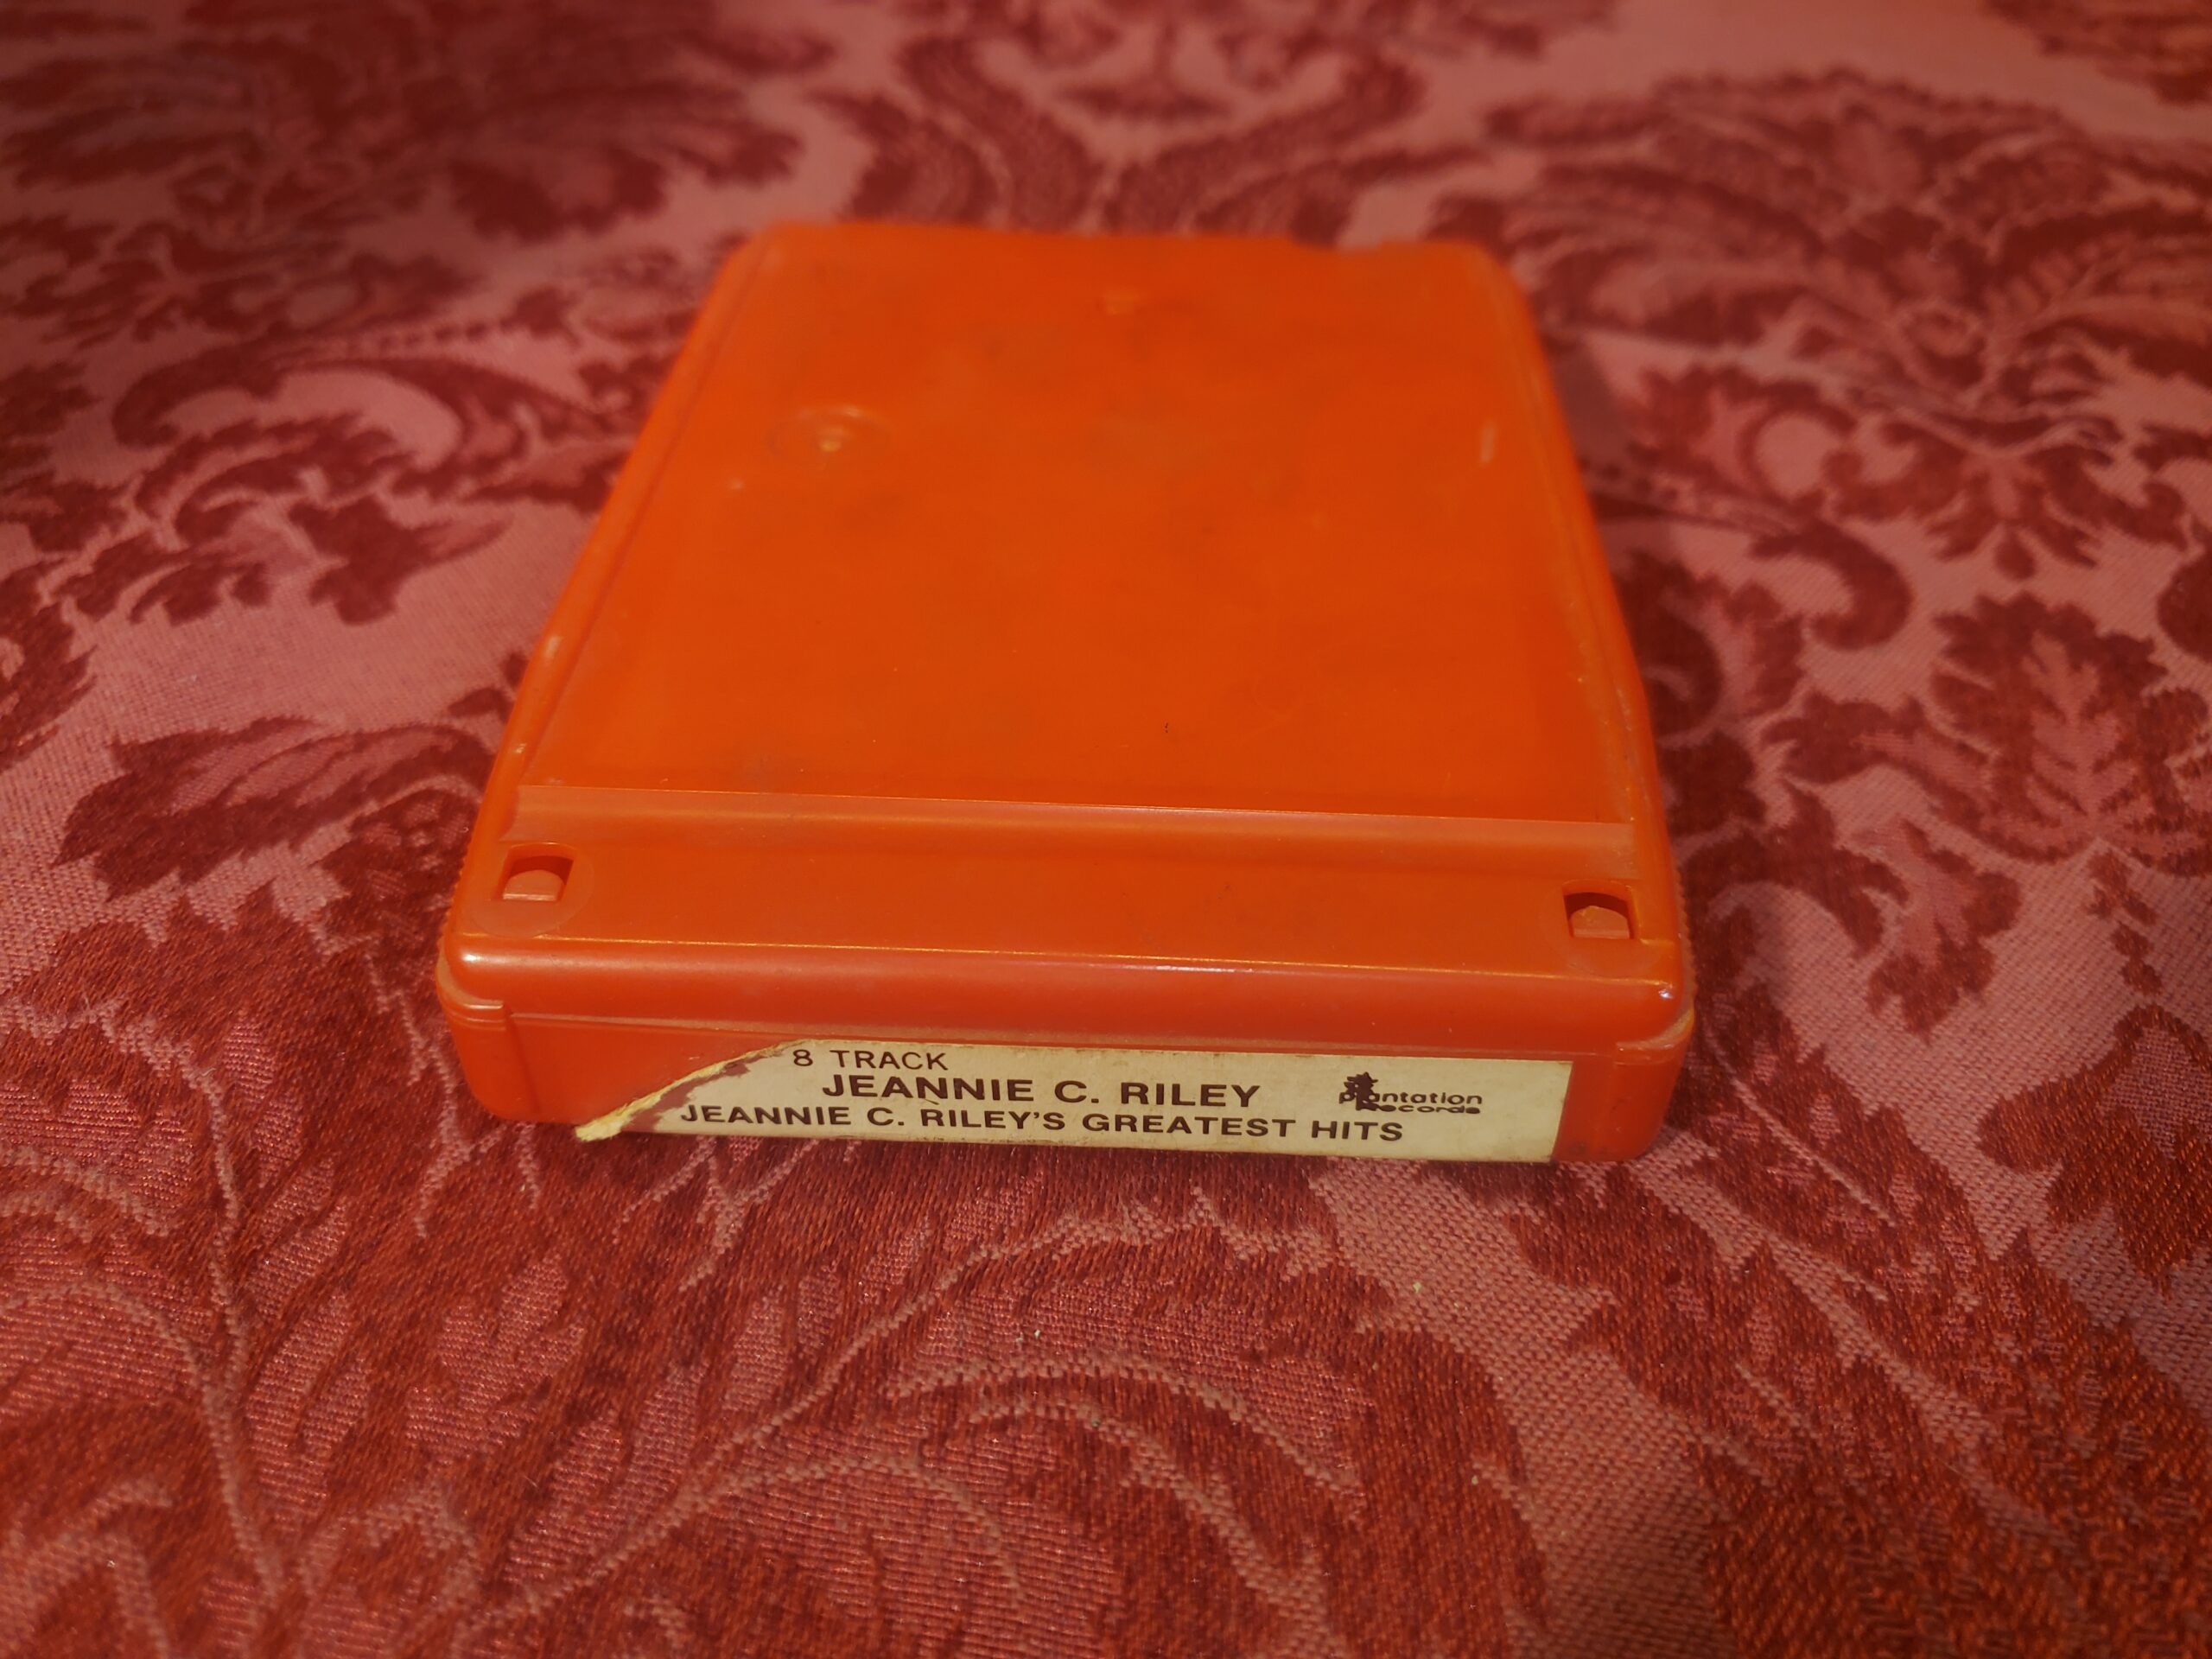 8 TRACK
JEANNIE C. RILEY
JEANNIE C. RILEY'S GREATEST HITS
Plantation
Records